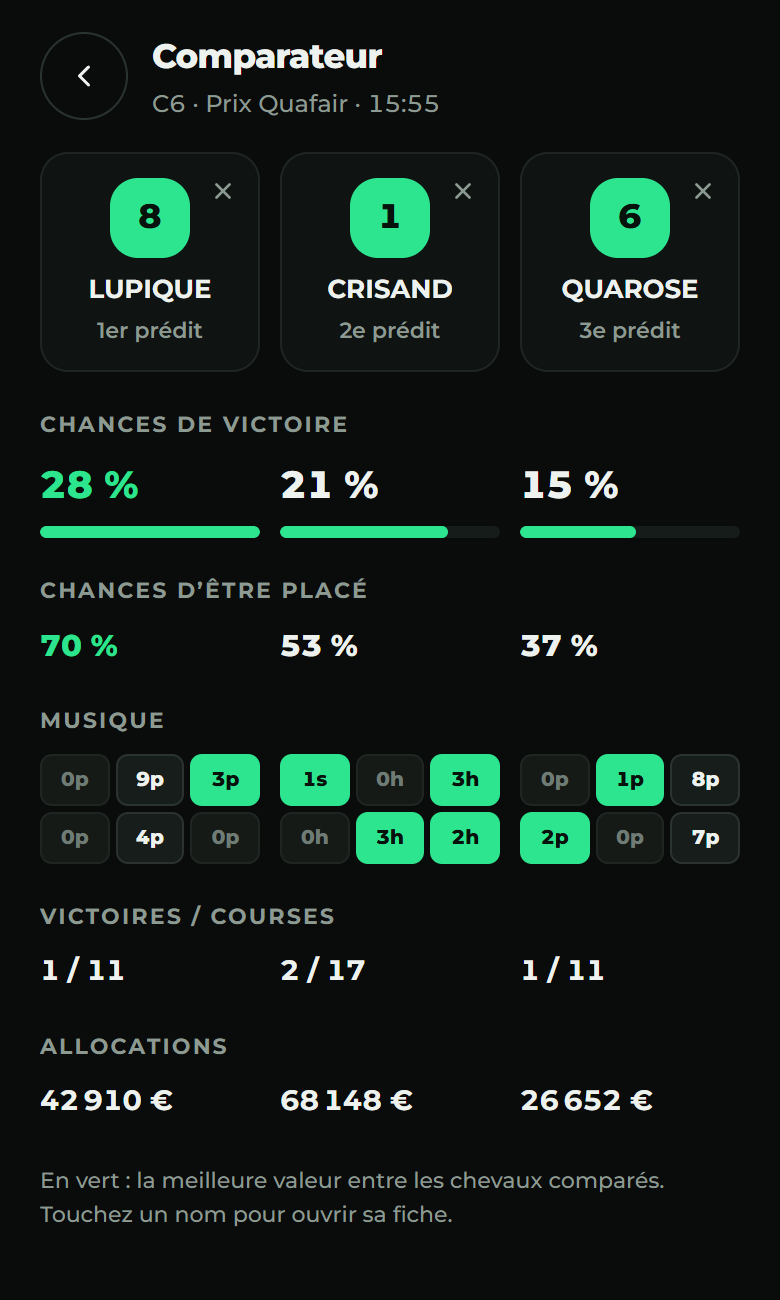 Comparateur
C6 · Prix Quafair · 15:55
8 1 6
LUPIQUE CRISAND QUAROSE
1er prédit 2e prédit 3e prédit
CHANCES DE VICTOIRE
28 % 21 % 15 %
CHANCES D’ÊTRE PLACÉ
70 % 53 % 37 %
MUSIQUE
0p 9p 3p 1s 0h 3h 0p 1p 8p
0p 4p 0p 0h 3h 2h 2p 0p 7p
VICTOIRES / COURSES
1 / 11 2 / 17 1 / 11
ALLOCATIONS
42 910 € 68 148 € 26 652 €
En vert : la meilleure valeur entre les chevaux comparés.
Touchez un nom pour ouvrir sa fiche.